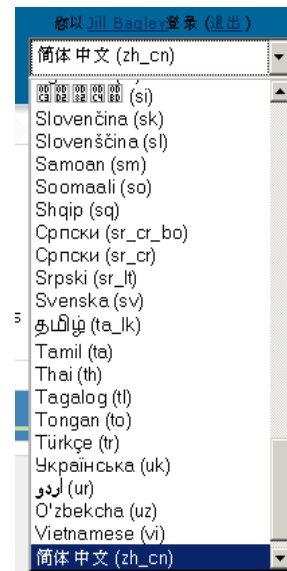 您以 Jill Bagley登录 (退出)
简体中文 (zh_cn)
(si)
Slovenčina (sk)
Slovenščina (sl)
Samoan (sm)
Soomaali (so)
Shqip (sq)
Српски (sr_cr_bo)
Српски (sr_cr)
Srpski (sr_lt)
Svenska (sv)
தமிழ் (ta_lk)
Tamil (ta)
Thai (th)
Tagalog (tl)
Tongan (to)
Türkçe (tr)
Українська (uk)
اردو (ur)
O'zbekcha (uz)
Vietnamese (vi)
简体中文 (zh_cn)